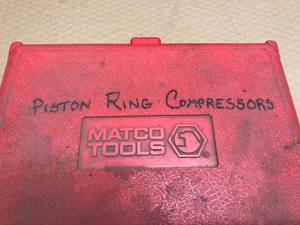 PISTON RING COMPRESSORS
MATCO
TOOLS